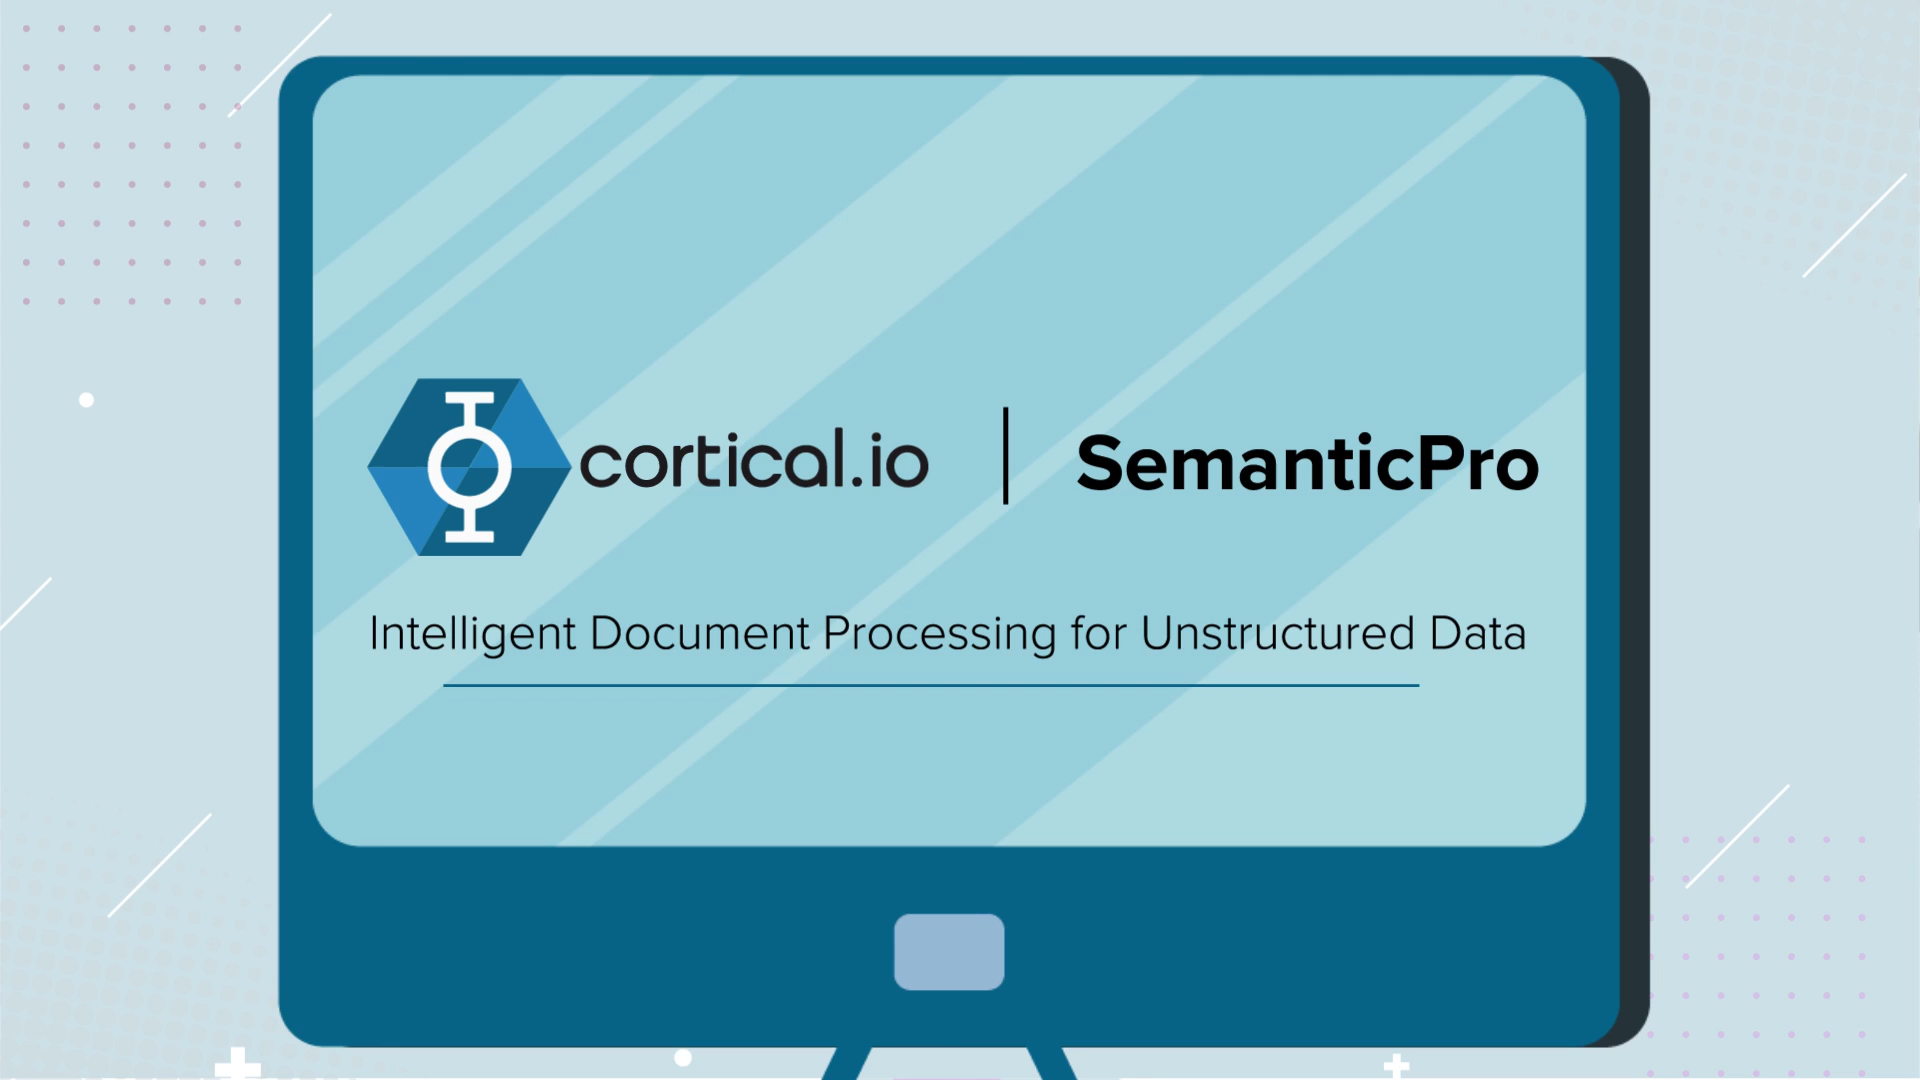 cortical.io | SemanticPro
Intelligent Document Processing for Unstructured Data